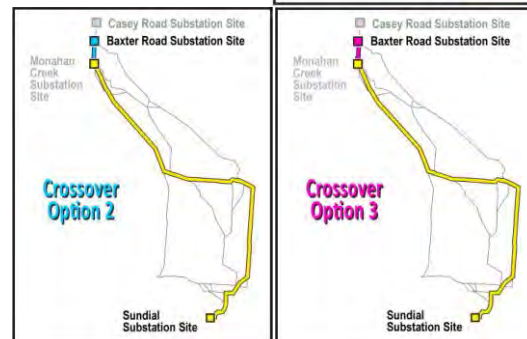 Casey Road Substation Site
Baxter Road Substation Site
Monahan
Creek
Substation
Site
Crossover
Option 2
Sundial
Substation Site
Casey Road Substation Site
Baxter Road Substation Site
Monahan
Creek
Substation
Site
Crossover
Option 3
Sundial
Substation Site